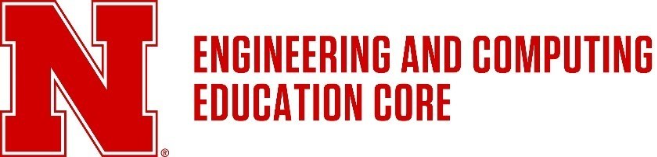 N
ENGINEERING AND COMPUTING
EDUCATION CORE
®